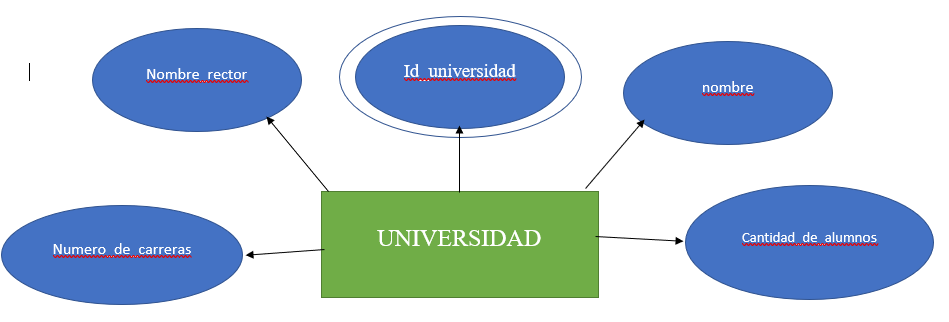 Nombre_rector
Id_universidad
nombre
UNIVERSIDAD
Numero_de_carreras
Cantidad_de_alumnos